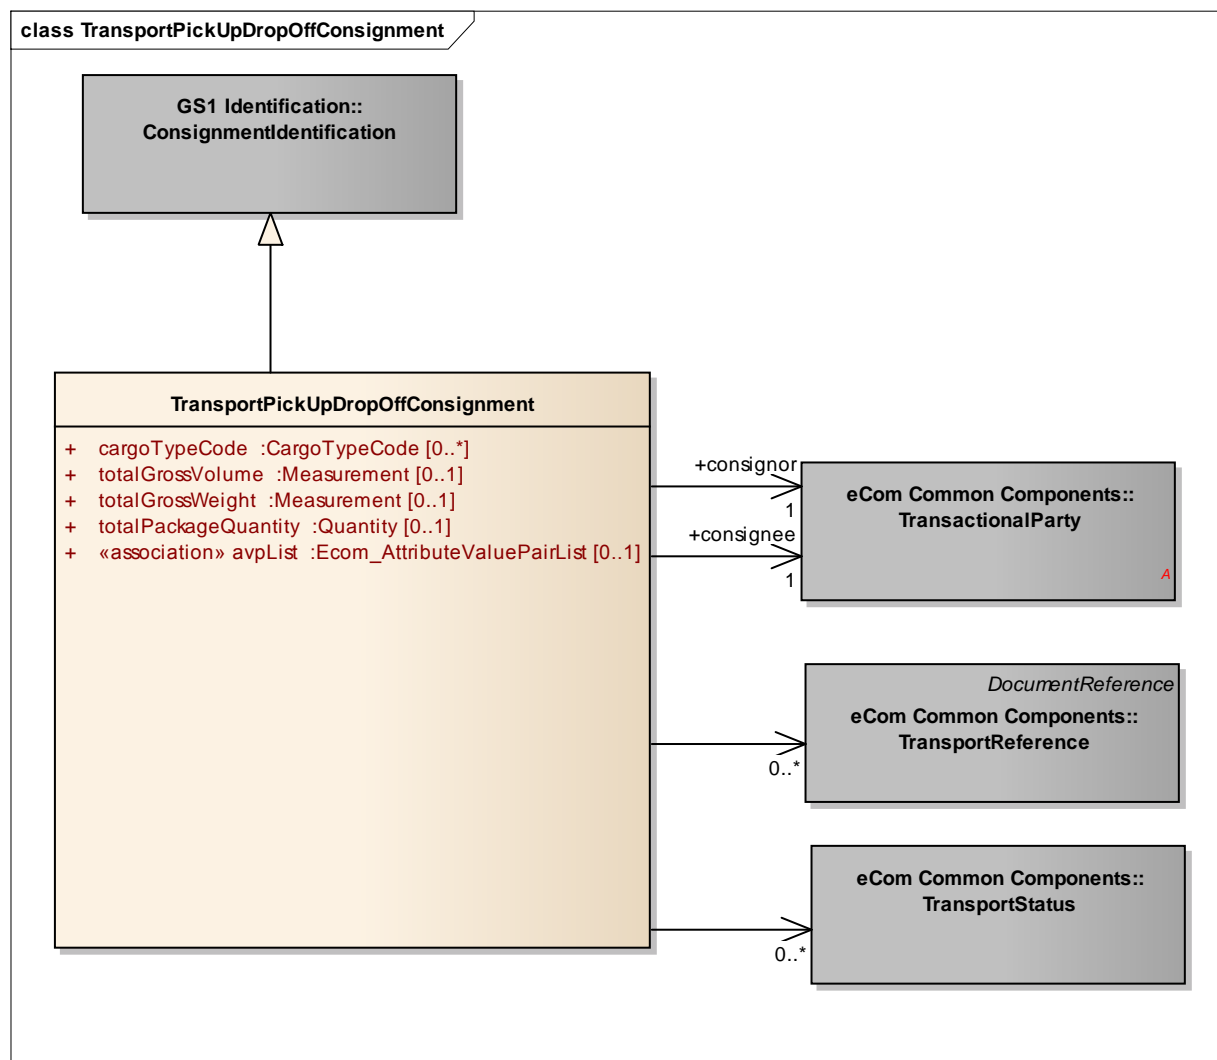 class TransportPickUpDropOffConsignment
GS1 Identification::
ConsignmentIdentification
TransportPickUpDropOffConsignment
+ cargoTypeCode :CargoTypeCode [0..*]
+ totalGrossVolume :Measurement [0..1]
+ totalGrossWeight :Measurement [0..1]
+ totalPackageQuantity :Quantity [0..1]
+ «association» avpList :Ecom_AttributeValuePairList [0..1]
+consignor
1
+consignee
1
eCom Common Components::
TransactionalParty
A
DocumentReference
eCom Common Components::
TransportReference
0..*
eCom Common Components::
TransportStatus
0..*